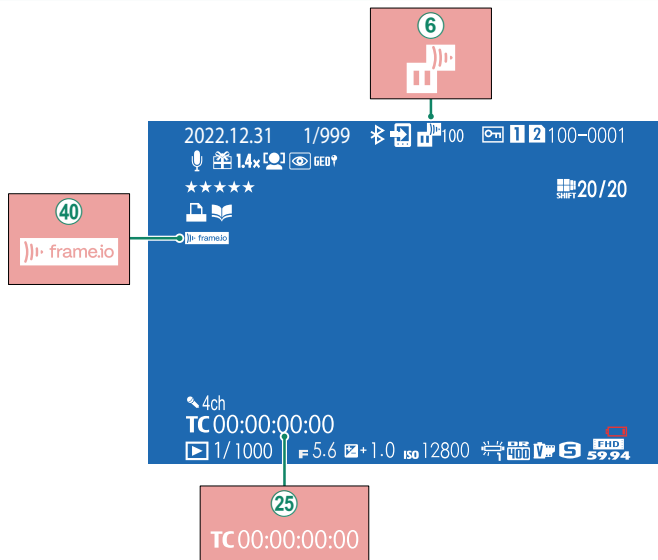 6
2022.12.31 1/999 100 1 2 100-0001
1.4x GEO
★★★★★ SHIFT 20/20
40
frame.io
frame.io
4ch
TC 00:00:00:00
1/1000 F 5.6 +1.0 ISO 12800 1 DR 400 V S FHD 59.94
25
TC 00:00:00:00